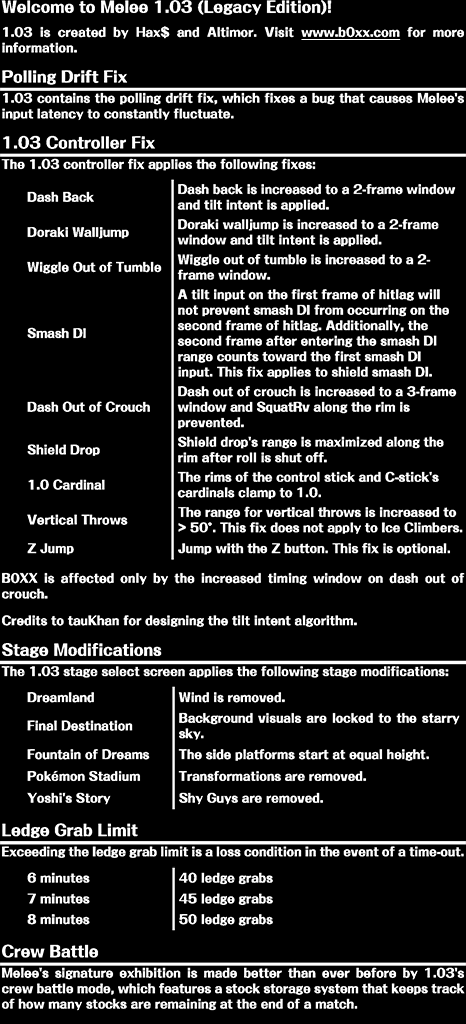 Welcome to Melee 1.03 (Legacy Edition)!
1.03 is created by Hax$ and Altimor. Visit www.b0xx.com for more
information.
Polling Drift Fix
1.03 contains the polling drift fix, which fixes a bug that causes Melee's
input latency to constantly fluctuate.
1.03 Controller Fix
The 1.03 controller fix applies the following fixes:
Dash Back
Dash back is increased to a 2-frame window
and tilt intent is applied.
Doraki Walljump
Doraki walljump is increased to a 2-frame
window and tilt intent is applied.
Wiggle Out of Tumble
Wiggle out of tumble is increased to a 2-
frame window.
Smash DI
A tilt input on the first frame of hitlag will
not prevent smash DI from occurring on the
second frame of hitlag. Additionally, the
second frame after entering the smash DI
range counts toward the first smash DI
input. This fix applies to shield smash DI.
Dash Out of Crouch
Dash out of crouch is increased to a 3-frame
window and SquatRv along the rim is
prevented.
Shield Drop
Shield drop's range is maximized along the
rim after roll is shut off.
1.0 Cardinal
The rims of the control stick and C-stick's
cardinals clamp to 1.0.
Vertical Throws
The range for vertical throws is increased to
> 50°. This fix does not apply to Ice Climbers.
Z Jump
Jump with the Z button. This fix is optional.
B0XX is affected only by the increased timing window on dash out of
crouch.
Credits to tauKhan for designing the tilt intent algorithm.
Stage Modifications
The 1.03 stage select screen applies the following stage modifications:
Dreamland
Wind is removed.
Final Destination
Background visuals are locked to the starry
sky.
Fountain of Dreams
The side platforms start at equal height.
Pokémon Stadium
Transformations are removed.
Yoshi's Story
Shy Guys are removed.
Ledge Grab Limit
Exceeding the ledge grab limit is a loss condition in the event of a time-out.
6 minutes
40 ledge grabs
7 minutes
45 ledge grabs
8 minutes
50 ledge grabs
Crew Battle
Melee's signature exhibition is made better than ever before by 1.03's
crew battle mode, which features a stock storage system that keeps track
of how many stocks are remaining at the end of a match.